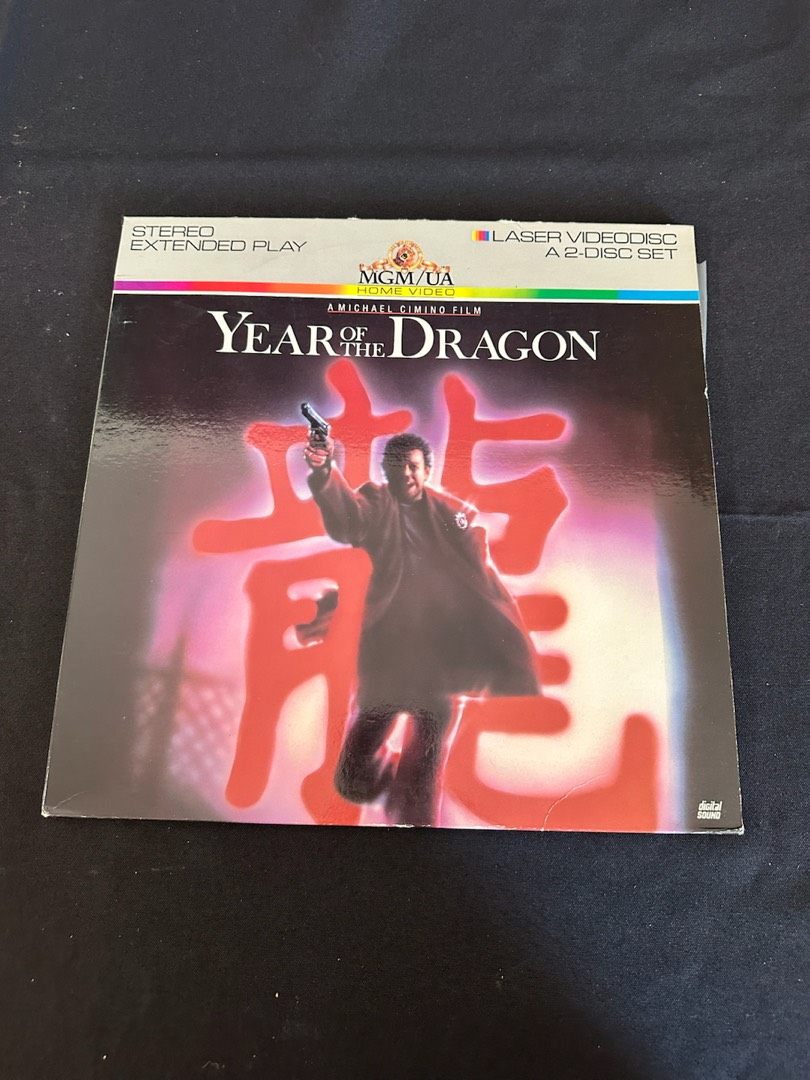 STEREO
EXTENDED PLAY
MGM/UA
HOME VIDEO
LASER VIDEODISC
A 2-DISC SET
A MICHAEL CIMINO FILM
YEAR OF THE DRAGON
龍
digital
SOUND